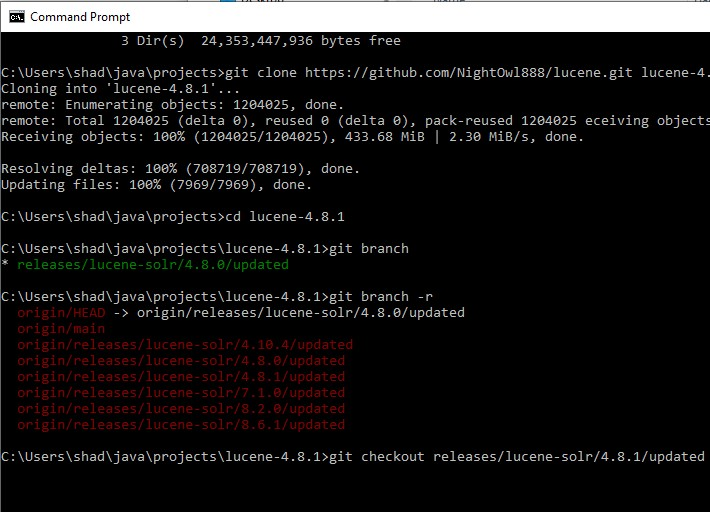 Command Prompt
3 Dir(s) 24,353,447,936 bytes free
C:\Users\shad\java\projects>git clone https://github.com/NightOwl888/lucene.git lucene-4.
Cloning into 'lucene-4.8.1'...
remote: Enumerating objects: 1204025, done.
remote: Total 1204025 (delta 0), reused 0 (delta 0), pack-reused 1204025 eceiving objects
Receiving objects: 100% (1204025/1204025), 433.68 MiB | 2.30 MiB/s, done.
Resolving deltas: 100% (708719/708719), done.
Updating files: 100% (7969/7969), done.
C:\Users\shad\java\projects>cd lucene-4.8.1
C:\Users\shad\java\projects\lucene-4.8.1>git branch
* releases/lucene-solr/4.8.0/updated
C:\Users\shad\java\projects\lucene-4.8.1>git branch -r
origin/HEAD -> origin/releases/lucene-solr/4.8.0/updated
origin/main
origin/releases/lucene-solr/4.10.4/updated
origin/releases/lucene-solr/4.8.0/updated
origin/releases/lucene-solr/4.8.1/updated
origin/releases/lucene-solr/7.1.0/updated
origin/releases/lucene-solr/8.2.0/updated
origin/releases/lucene-solr/8.6.1/updated
C:\Users\shad\java\projects\lucene-4.8.1>git checkout releases/lucene-solr/4.8.1/updated